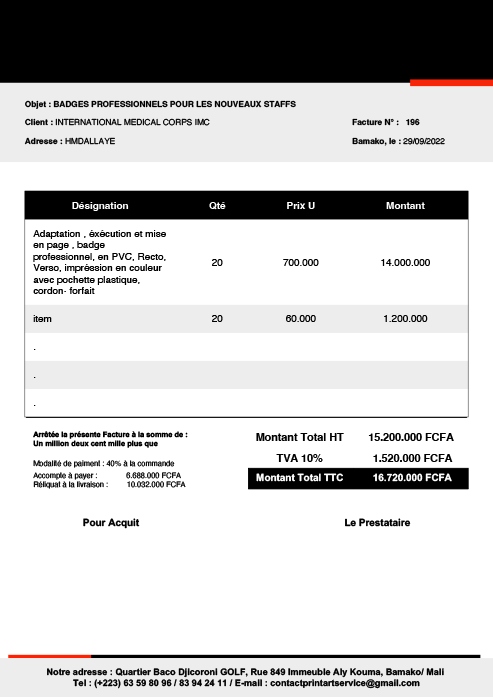 Objet : BADGES PROFESSIONNELS POUR LES NOUVEAUX STAFFS
Client : INTERNATIONAL MEDICAL CORPS IMC
Facture N° : 196
Adresse : HMDALLAYE
Bamako, le : 29/09/2022
Désignation Qté Prix U Montant
Adaptation , éxécution et mise
en page , badge
professionnel, en PVC, Recto,
Verso, impréssion en couleur
avec pochette plastique,
cordon- forfait
20 700.000 14.000.000
item 20 60.000 1.200.000
.
.
.
Arrêtée la présente Facture à la somme de :
Un million deux cent mille plus que
Modalité de paiment : 40% à la commande
Accompte à payer : 6.688.000 FCFA
Réliquat à la livraison : 10.032.000 FCFA
Montant Total HT 15.200.000 FCFA
TVA 10% 1.520.000 FCFA
Montant Total TTC 16.720.000 FCFA
Pour Acquit
Le Prestataire
Notre adresse : Quartier Baco Djicoroni GOLF, Rue 849 Immeuble Aly Kouma, Bamako/ Mali
Tel : (+223) 63 59 80 96 / 83 94 24 11 / E-mail : contactprintartservice@gmail.com